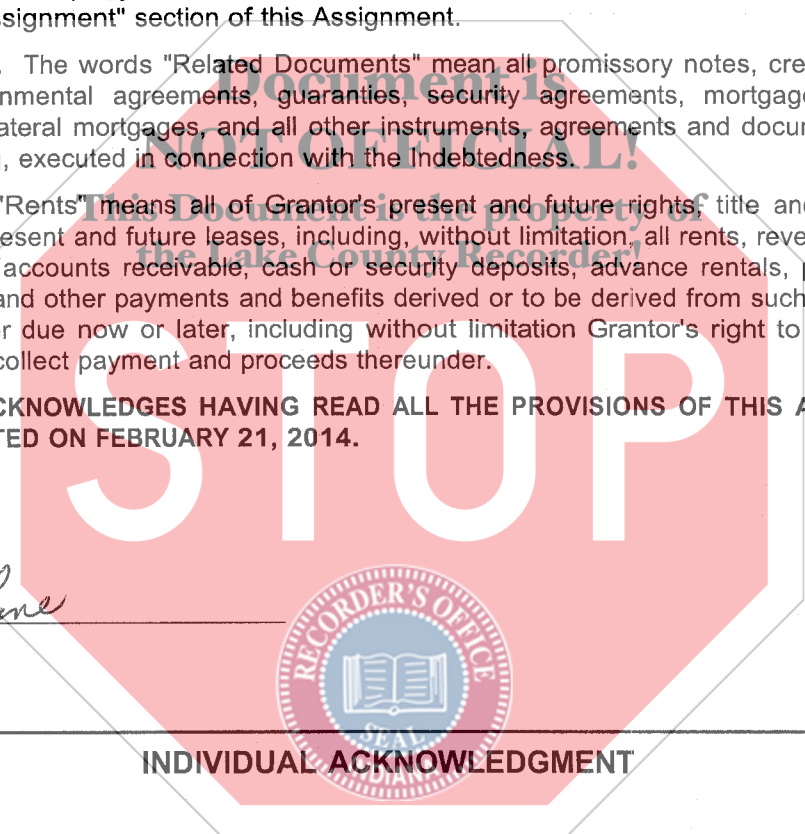 ssignment" section of this Assignment.
. The words "Related Documents" mean all promissory notes, cre
nmental agreements, guaranties, security agreements, mortgag
ateral mortgages, and all other instruments, agreements and docu
, executed in connection with the Indebtedness.
Document is
NOT OFFICIAL!
This Document is the property of
the Lake County Recorder!
"Rents" means all of Grantor's present and future rights, title an
esent and future leases, including, without limitation, all rents, reve
accounts receivable, cash or security deposits, advance rentals,
and other payments and benefits derived or to be derived from such
r due now or later, including without limitation Grantor's right to
collect payment and proceeds thereunder.
CKNOWLEDGES HAVING READ ALL THE PROVISIONS OF THIS A
TED ON FEBRUARY 21, 2014.
STOP
RECORDER'S OFFICE
SEAL
INDIANA
INDIVIDUAL ACKNOWLEDGMENT